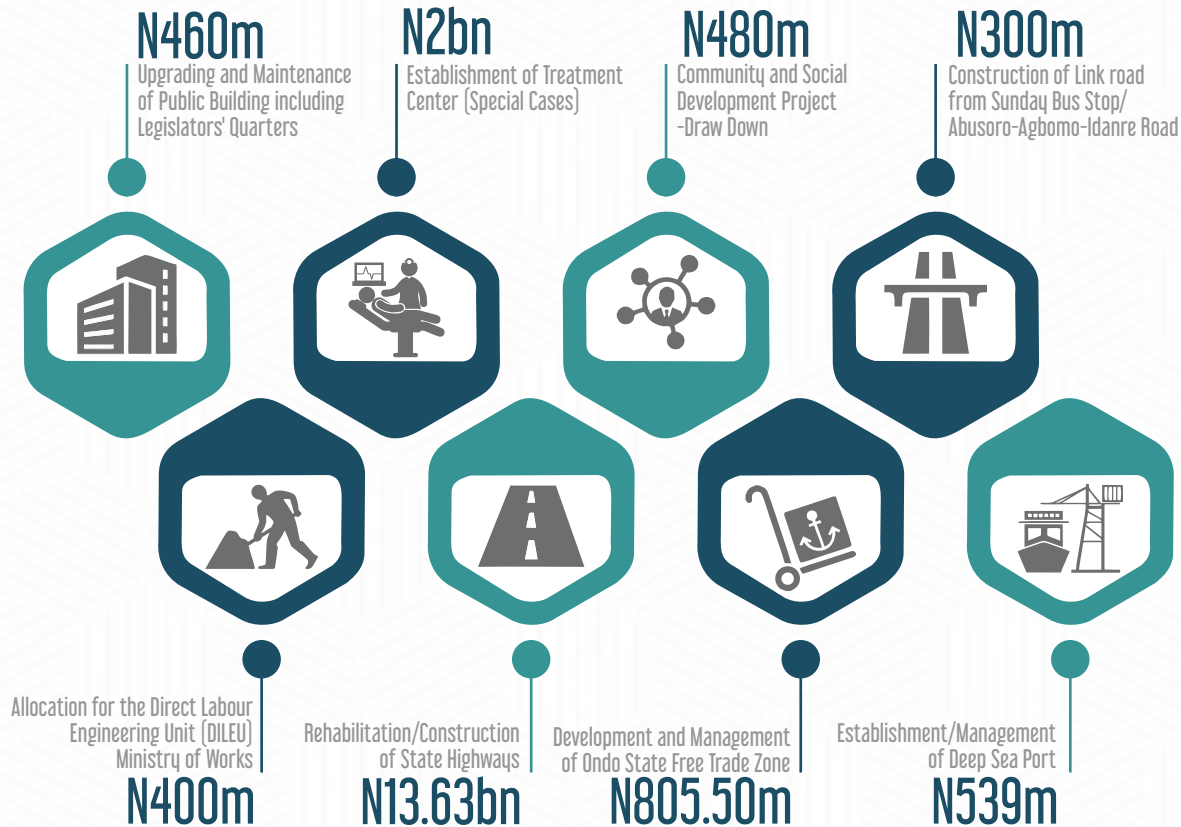 N460m
Upgrading and Maintenance
of Public Building including
Legislators' Quarters
N2bn
Establishment of Treatment
Center (Special Cases)
N480m
Community and Social
Development Project
-Draw Down
N300m
Construction of Link road
from Sunday Bus Stop/
Abusoro-Agbomo-Idanre Road
Allocation for the Direct Labour
Engineering Unit (DILEU)
Ministry of Works
N400m
Rehabilitation/Construction
of State Highways
N13.63bn
Development and Management
of Ondo State Free Trade Zone
N805.50m
Establishment/Management
of Deep Sea Port
N539m